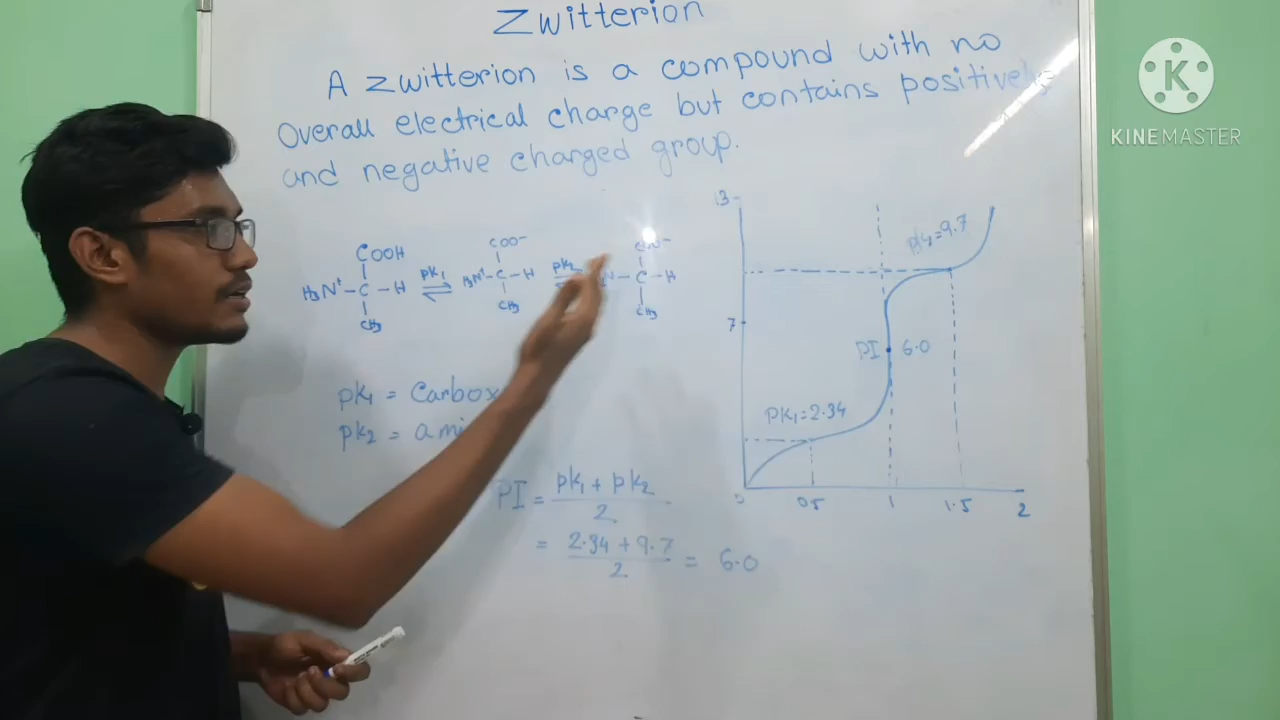 Zwitterion
A zwitterion is a compound with no
Overall electrical charge but contains positively
and negative charged group.
KINEMASTER
K
COOH
H₃N⁺ – C – H
CH₃
pK₁
COO⁻
H₃N⁺ – C – H
CH₃
pK₂
N – C – H
CH₃
pK₁ = Carbox
pK₂ = ami
PI = pK₁ + pK₂
2
= 2.34 + 9.7
2
= 6.0
13
7
0
0.5
1
1.5
2
PK₁ = 2.34
PI 6.0
= 9.7